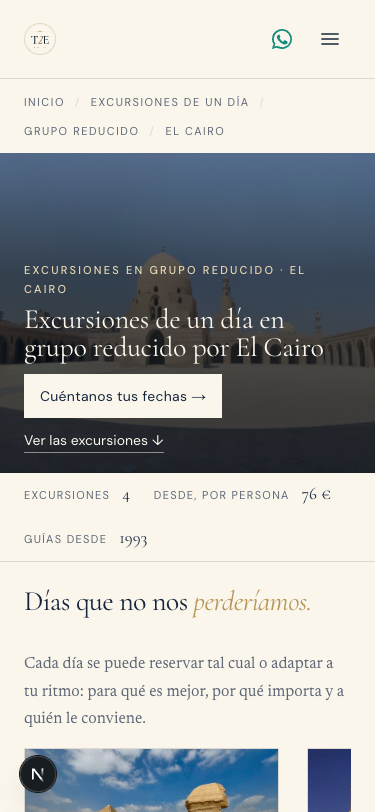 T2E
INICIO / EXCURSIONES DE UN DÍA /
GRUPO REDUCIDO / EL CAIRO
EXCURSIONES EN GRUPO REDUCIDO · EL
CAIRO
Excursiones de un día en
grupo reducido por El Cairo
Cuéntanos tus fechas →
Ver las excursiones ↓
EXCURSIONES 4 DESDE, POR PERSONA 76 €
GUÍAS DESDE 1993
Días que no nos perderíamos.
Cada día se puede reservar tal cual o adaptar a
tu ritmo: para qué es mejor, por qué importa y a
quién le conviene.
N